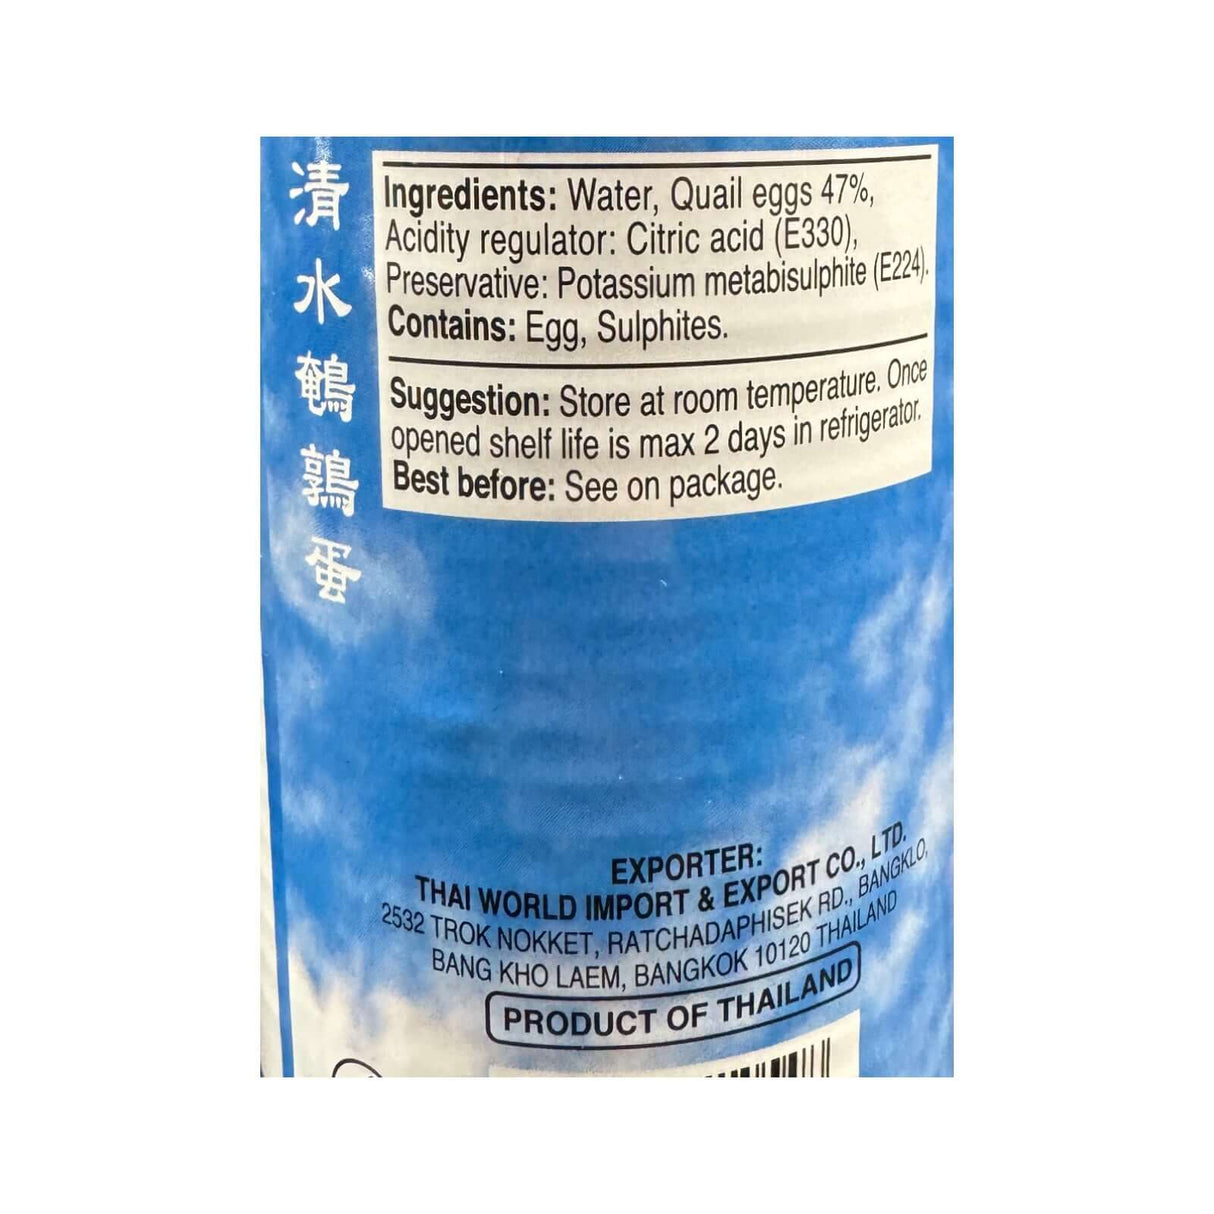 清水鵪鶉蛋
Ingredients: Water, Quail eggs 47%,
Acidity regulator: Citric acid (E330),
Preservative: Potassium metabisulphite (E224).
Contains: Egg, Sulphites.
Suggestion: Store at room temperature. Once
opened shelf life is max 2 days in refrigerator.
Best before: See on package.
EXPORTER:
THAI WORLD IMPORT & EXPORT CO., LTD.
2532 TROK NOKKET, RATCHADAPHISEK RD., BANGKLO,
BANG KHO LAEM, BANGKOK 10120 THAILAND
PRODUCT OF THAILAND